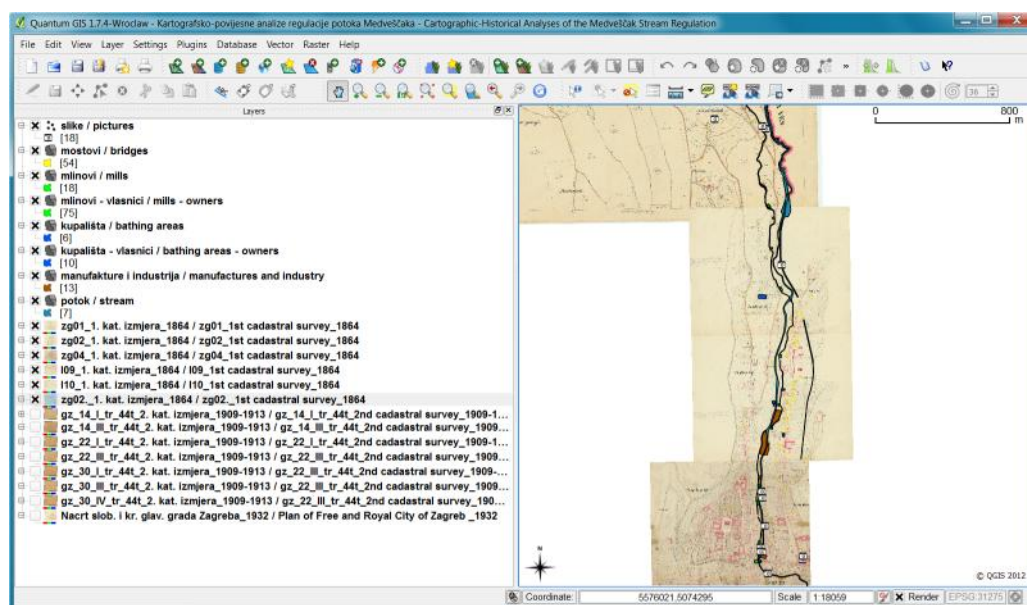 Quantum GIS 1.7.4-Wroclaw - Kartografsko-povijesne analize regulacije potoka Medveščaka - Cartographic-Historical Analyses of the Medveščak Stream Regulation
File Edit View Layer Settings Plugins Database Vector Raster Help
36
Layers
slike / pictures
[18]
mostovi / bridges
[54]
mlinovi / mills
[18]
mlinovi - vlasnici / mills - owners
[75]
kupališta / bathing areas
[6]
kupališta - vlasnici / bathing areas - owners
[10]
manufakture i industrija / manufactures and industry
[13]
potok / stream
[7]
zg01_1. kat. izmjera_1864 / zg01_1st cadastral survey_1864
zg02_1. kat. izmjera_1864 / zg02_1st cadastral survey_1864
zg04_1. kat. izmjera_1864 / zg04_1st cadastral survey_1864
l09_1. kat. izmjera_1864 / l09_1st cadastral survey_1864
l10_1. kat. izmjera_1864 / l10_1st cadastral survey_1864
zg02._1. kat. izmjera_1864 / zg02._1st cadastral survey_1864
gz_14_I_tr_44t_2. kat. izmjera_1909-1913 / gz_14_I_tr_44t_2nd cadastral survey_1909-1...
gz_14_III_tr_44t_2. kat. izmjera_1909-1913 / gz_14_III_tr_44t_2nd cadastral survey_1909-...
gz_22_I_tr_44t_2. kat. izmjera_1909-1913 / gz_22_I_tr_44t_2nd cadastral survey_1909-1...
gz_22_III_tr_44t_2. kat. izmjera_1909-1913 / gz_22_III_tr_44t_2nd cadastral survey_1909-...
gz_30_I_tr_44t_2. kat. izmjera_1909-1913 / gz_22_III_tr_44t_2nd cadastral survey_1909-...
gz_30_III_tr_44t_2. kat. izmjera_1909-1913 / gz_22_III_tr_44t_2nd cadastral survey_1909-...
gz_30_IV_tr_44t_2. kat. izmjera_1909-1913 / gz_22_III_tr_44t_2nd cadastral survey_190...
Nacrt slob. i kr. glav. grada Zagreba_1932 / Plan of Free and Royal City of Zagreb _1932
0 800
m
VES
N
© QGIS 2012
Coordinate: 5576021,5074295 Scale 1:18059 Render EPSG:31275